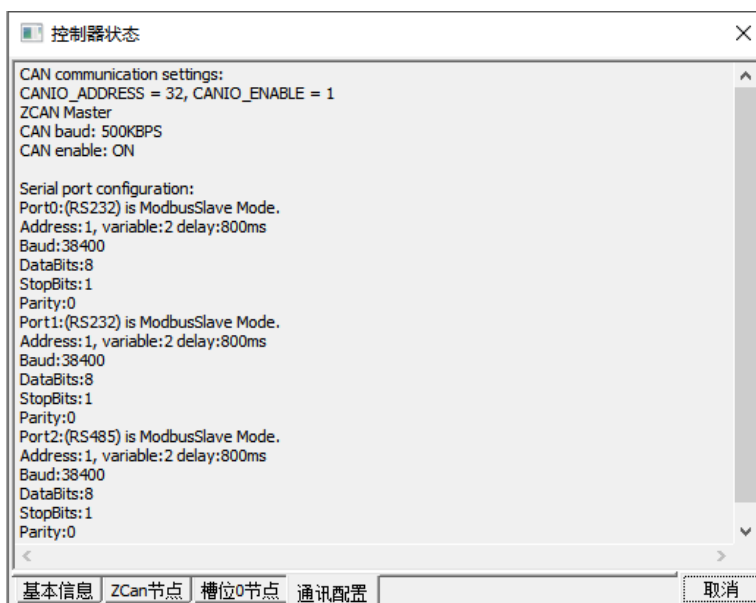 控制器状态
CAN communication settings:
CANIO_ADDRESS = 32, CANIO_ENABLE = 1
ZCAN Master
CAN baud: 500KBPS
CAN enable: ON
Serial port configuration:
Port0:(RS232) is ModbusSlave Mode.
Address:1, variable:2 delay:800ms
Baud:38400
DataBits:8
StopBits:1
Parity:0
Port1:(RS232) is ModbusSlave Mode.
Address:1, variable:2 delay:800ms
Baud:38400
DataBits:8
StopBits:1
Parity:0
Port2:(RS485) is ModbusSlave Mode.
Address:1, variable:2 delay:800ms
Baud:38400
DataBits:8
StopBits:1
Parity:0
基本信息 ZCan节点 槽位0节点 通讯配置 取消